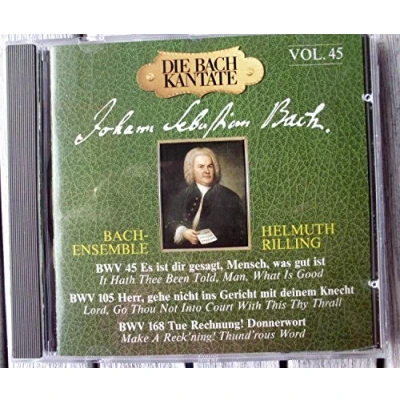 DIE BACH
KANTATE
VOL. 45
Johann Sebastian Bach.
BACH-
ENSEMBLE
HELMUTH
RILLING
BWV 45 Es ist dir gesagt, Mensch, was gut ist
It Hath Thee Been Told, Man, What Is Good
BWV 105 Herr, gehe nicht ins Gericht mit deinem Knecht
Lord, Go Thou Not Into Court With This Thy Thrall
BWV 168 Tue Rechnung! Donnerwort
Make A Reck'ning! Thund'rous Word